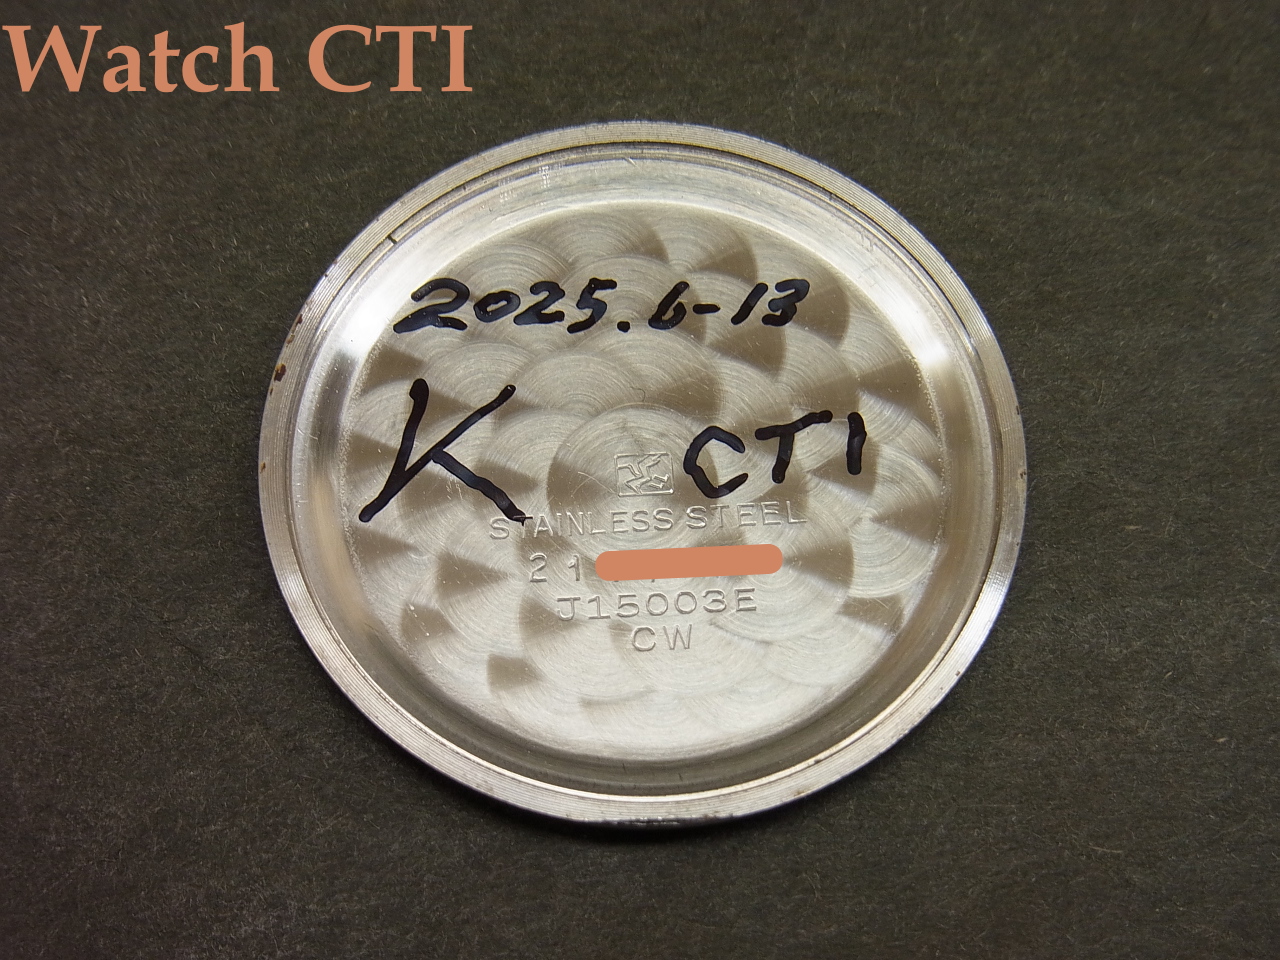 Watch CTI
2025.6-13
K CTI
STAINLESS STEEL
21
J15003E
CW